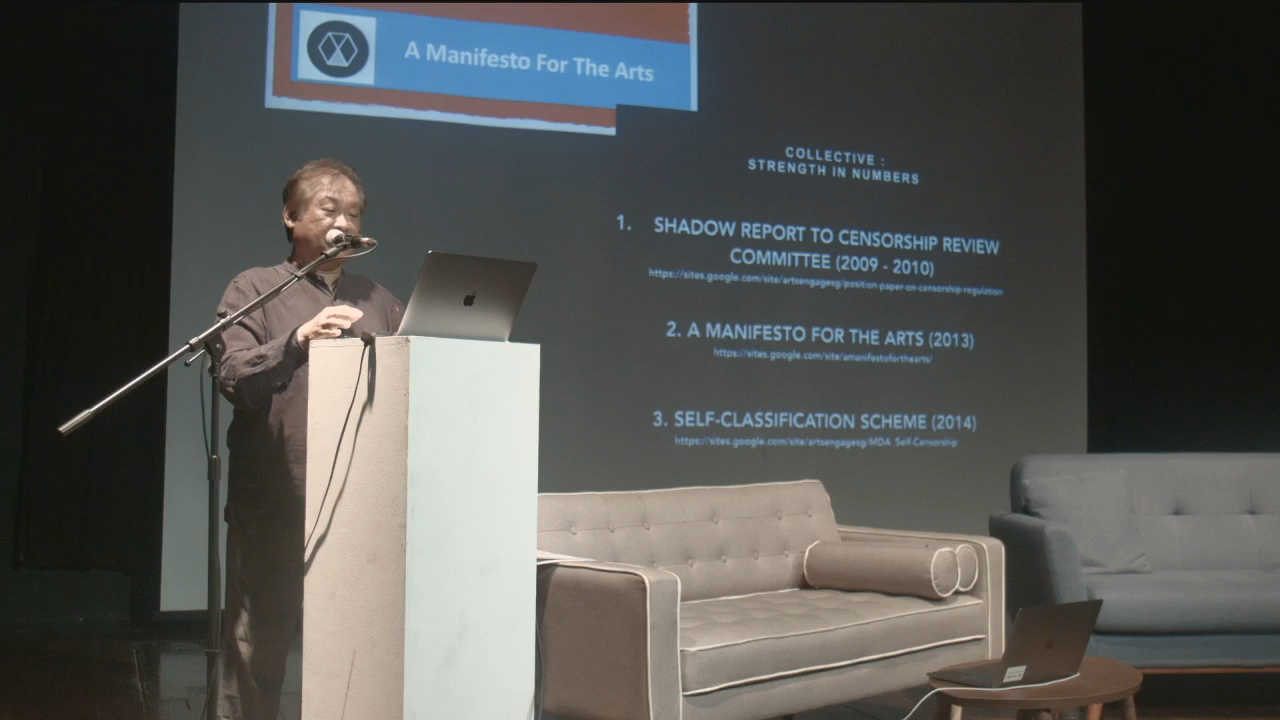 A Manifesto For The Arts
COLLECTIVE :
STRENGTH IN NUMBERS
1. SHADOW REPORT TO CENSORSHIP REVIEW
COMMITTEE (2009 - 2010)
https://sites.google.com/site/artsengagesg/position-paper-on-censorship-regulation
2. A MANIFESTO FOR THE ARTS (2013)
https://sites.google.com/site/amanifestoforthearts/
3. SELF-CLASSIFICATION SCHEME (2014)
https://sites.google.com/site/artsengagesg/MDA_Self-Censorship